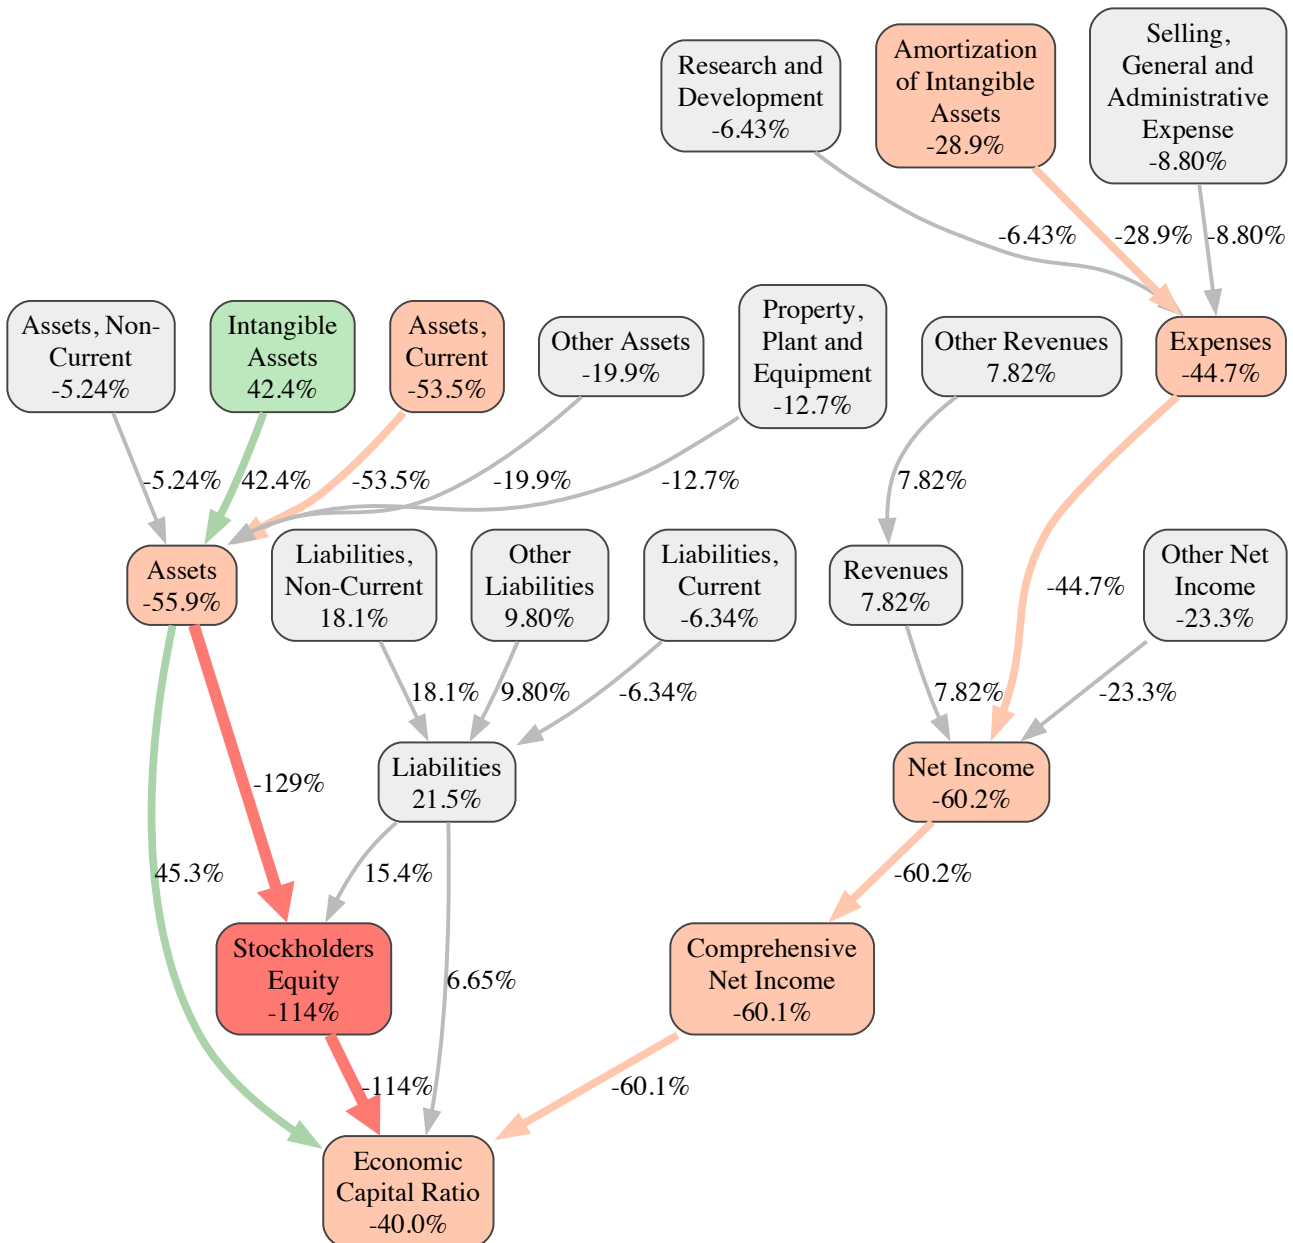 Research and
Development
-6.43%
Amortization
of Intangible
Assets
-28.9%
Selling,
General and
Administrative
Expense
-8.80%
-6.43%
-28.9%
-8.80%
Assets, Non-
Current
-5.24%
Intangible
Assets
42.4%
Assets,
Current
-53.5%
Other Assets
-19.9%
Property,
Plant and
Equipment
-12.7%
Other Revenues
7.82%
Expenses
-44.7%
-5.24%
42.4%
-53.5%
-19.9%
-12.7%
7.82%
Assets
-55.9%
Liabilities,
Non-Current
18.1%
Other
Liabilities
9.80%
Liabilities,
Current
-6.34%
Revenues
7.82%
-44.7%
Other Net
Income
-23.3%
18.1%
9.80%
-6.34%
7.82%
-23.3%
-129%
Liabilities
21.5%
Net Income
-60.2%
45.3%
15.4%
-60.2%
Stockholders
Equity
-114%
6.65%
Comprehensive
Net Income
-60.1%
-114%
-60.1%
Economic
Capital Ratio
-40.0%